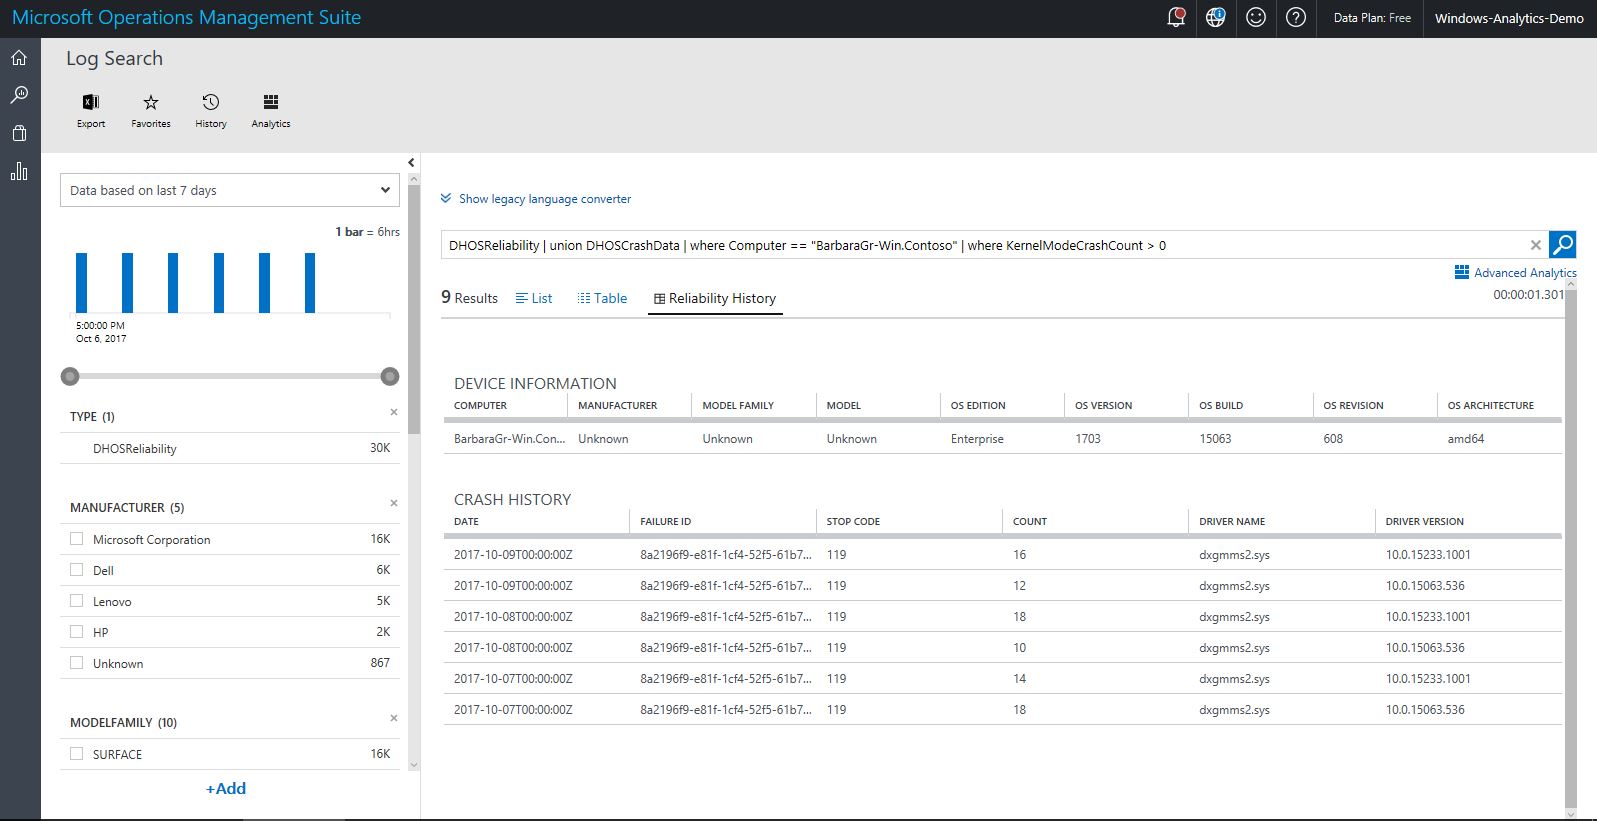 Microsoft Operations Management Suite
Data Plan: Free
Windows-Analytics-Demo
Log Search
Export
Favorites
History
Analytics
Data based on last 7 days
1 bar = 6hrs
5:00:00 PM
Oct 6, 2017
TYPE (1)
DHOSReliability 30K
MANUFACTURER (5)
Microsoft Corporation 16K
Dell 6K
Lenovo 5K
HP 2K
Unknown 867
MODELFAMILY (10)
SURFACE 16K
+Add
Show legacy language converter
DHOSReliability | union DHOSCrashData | where Computer == "BarbaraGr-Win.Contoso" | where KernelModeCrashCount > 0
Advanced Analytics
9 Results List Table Reliability History
00:00:01.301
DEVICE INFORMATION
COMPUTER MANUFACTURER MODEL FAMILY MODEL OS EDITION OS VERSION OS BUILD OS REVISION OS ARCHITECTURE
BarbaraGr-Win.Con... Unknown Unknown Unknown Enterprise 1703 15063 608 amd64
CRASH HISTORY
DATE FAILURE ID STOP CODE COUNT DRIVER NAME DRIVER VERSION
2017-10-09T00:00:00Z 8a2196f9-e81f-1cf4-52f5-61b7... 119 16 dxgmms2.sys 10.0.15233.1001
2017-10-09T00:00:00Z 8a2196f9-e81f-1cf4-52f5-61b7... 119 12 dxgmms2.sys 10.0.15063.536
2017-10-08T00:00:00Z 8a2196f9-e81f-1cf4-52f5-61b7... 119 18 dxgmms2.sys 10.0.15233.1001
2017-10-08T00:00:00Z 8a2196f9-e81f-1cf4-52f5-61b7... 119 10 dxgmms2.sys 10.0.15063.536
2017-10-07T00:00:00Z 8a2196f9-e81f-1cf4-52f5-61b7... 119 14 dxgmms2.sys 10.0.15233.1001
2017-10-07T00:00:00Z 8a2196f9-e81f-1cf4-52f5-61b7... 119 18 dxgmms2.sys 10.0.15063.536